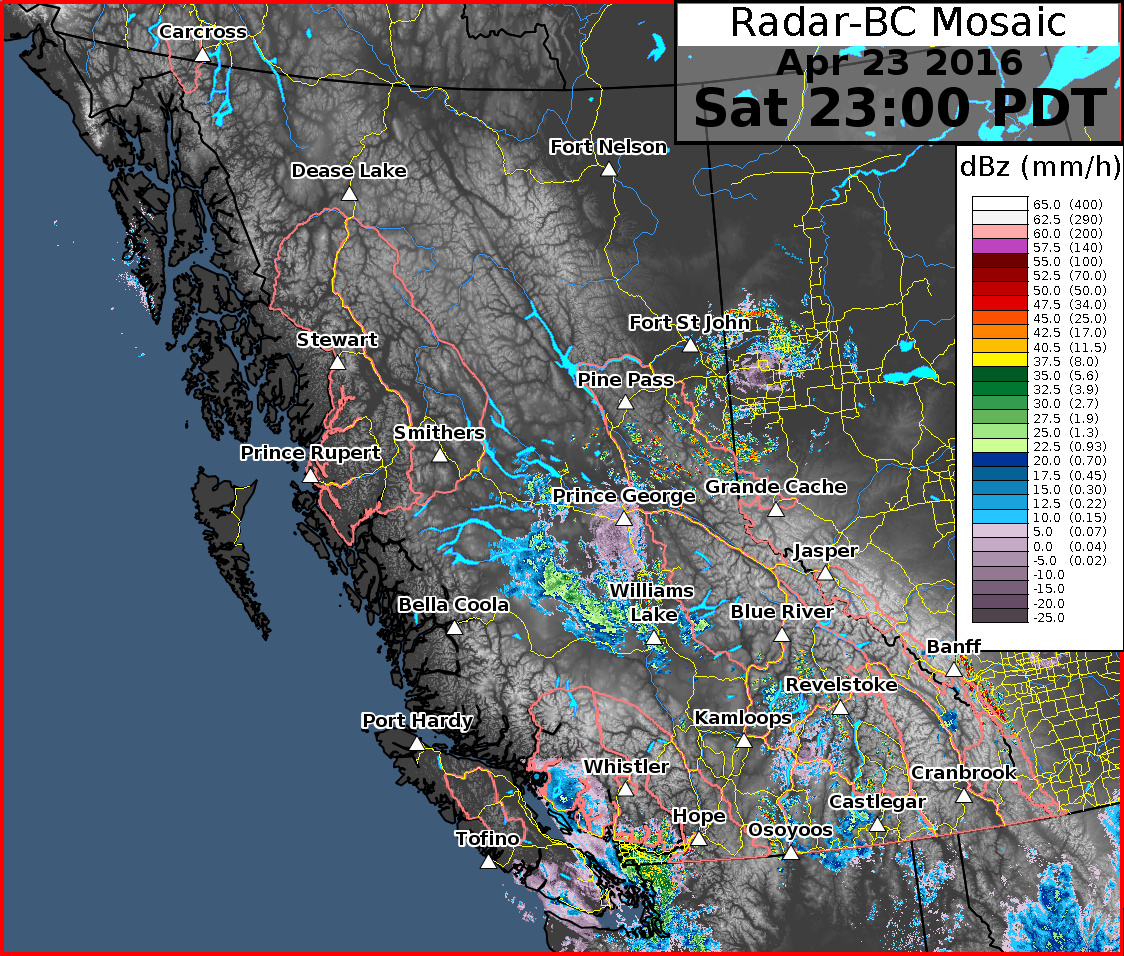 Radar-BC Mosaic
Apr 23 2016
Sat 23:00 PDT
dBz (mm/h)
65.0 (400)
62.5 (290)
60.0 (200)
57.5 (140)
55.0 (100)
52.5 (70.0)
50.0 (50.0)
47.5 (34.0)
45.0 (25.0)
42.5 (17.0)
40.5 (11.5)
37.5 (8.0)
35.0 (5.6)
32.5 (3.9)
30.0 (2.7)
27.5 (1.9)
25.0 (1.3)
22.5 (0.93)
20.0 (0.70)
17.5 (0.45)
15.0 (0.30)
12.5 (0.22)
10.0 (0.15)
5.0 (0.07)
0.0 (0.04)
-5.0 (0.02)
-10.0
-15.0
-20.0
-25.0
Carcross
Fort Nelson
Dease Lake
Fort St John
Stewart
Pine Pass
Smithers
Prince Rupert
Grande Cache
Prince George
Jasper
Williams
Lake
Bella Coola
Blue River
Banff
Revelstoke
Port Hardy
Kamloops
Whistler
Cranbrook
Castlegar
Hope
Osoyoos
Tofino